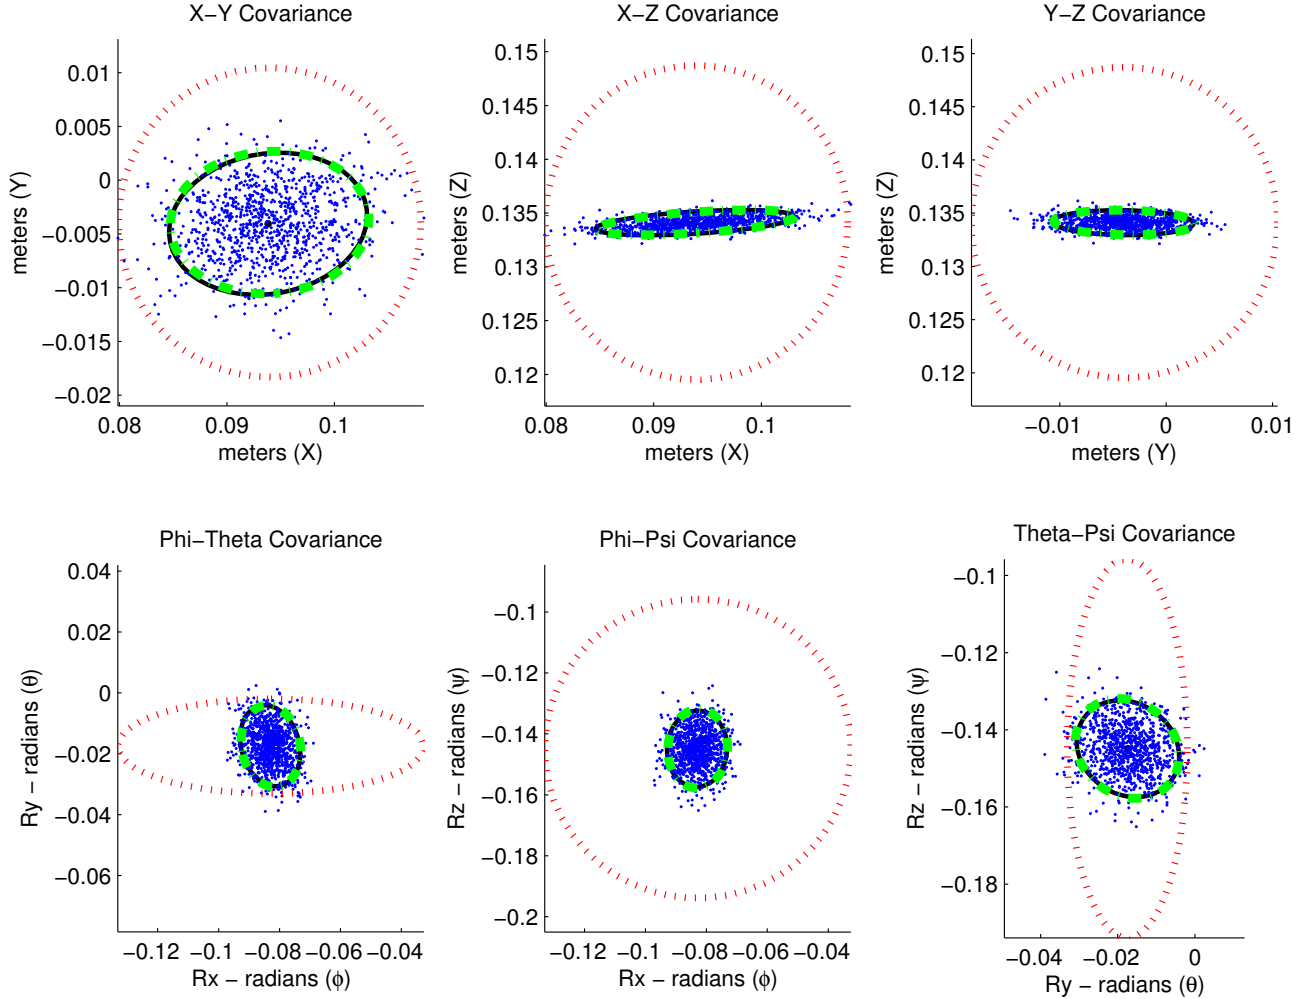 X−Y Covariance
0.01
0.005
0
−0.005
−0.01
−0.015
−0.02
meters (Y)
0.08 0.09 0.1
meters (X)
X−Z Covariance
0.15
0.145
0.14
0.135
0.13
0.125
0.12
meters (Z)
0.08 0.09 0.1
meters (X)
Y−Z Covariance
0.15
0.145
0.14
0.135
0.13
0.125
0.12
meters (Z)
−0.01 0 0.01
meters (Y)
Phi−Theta Covariance
0.04
0.02
0
−0.02
−0.04
−0.06
Ry − radians (θ)
−0.12 −0.1 −0.08 −0.06 −0.04
Rx − radians (ϕ)
Phi−Psi Covariance
−0.1
−0.12
−0.14
−0.16
−0.18
−0.2
Rz − radians (ψ)
−0.12 −0.1 −0.08 −0.06 −0.04
Rx − radians (ϕ)
Theta−Psi Covariance
−0.1
−0.12
−0.14
−0.16
−0.18
Rz − radians (ψ)
−0.04 −0.02 0
Ry − radians (θ)